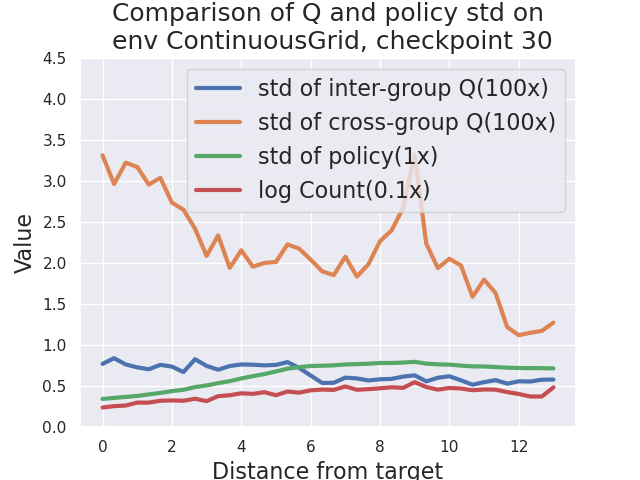 Comparison of Q and policy std on
env ContinuousGrid, checkpoint 30
4.5
4.0
3.5
3.0
2.5
2.0
1.5
1.0
0.5
0.0
Value
std of inter-group Q(100x)
std of cross-group Q(100x)
std of policy(1x)
log Count(0.1x)
0 2 4 6 8 10 12
Distance from target